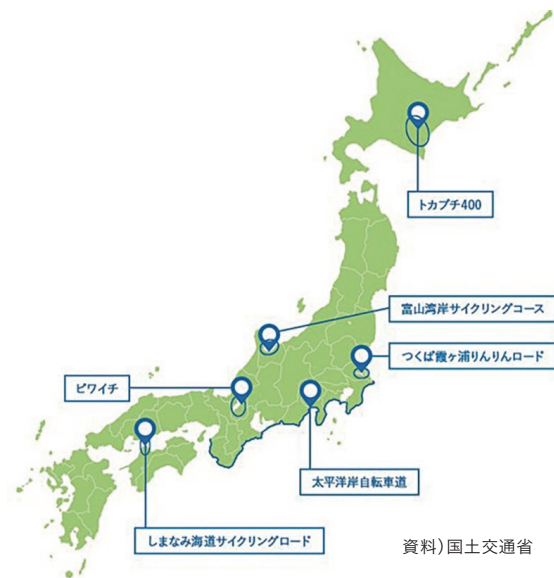 トカプチ400
富山湾岸サイクリングコース
つくば霞ヶ浦りんりんロード
ビワイチ
太平洋岸自転車道
しまなみ海道サイクリングロード
資料)国土交通省